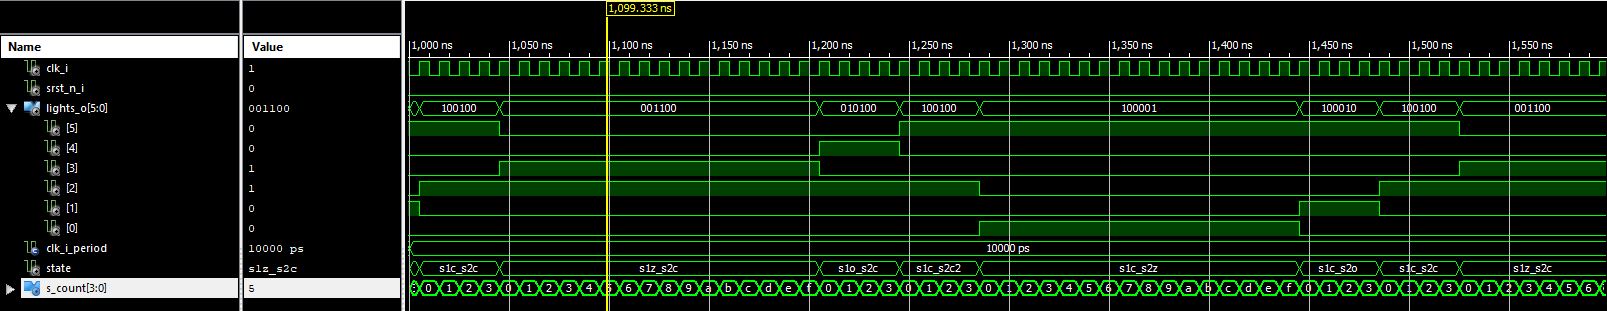 1,099.333 ns
Name Value 1,000 ns 1,050 ns 1,100 ns 1,150 ns 1,200 ns 1,250 ns 1,300 ns 1,350 ns 1,400 ns 1,450 ns 1,500 ns 1,550 ns
clk_i 1
srst_n_i 0
lights_o[5:0] 001100 100100 001100 010100 100100 100001 100010 100100 001100
[5] 0
[4] 0
[3] 1
[2] 1
[1] 0
[0] 0
clk_i_period 10000 ps 10000 ps
state s1z_s2c s1c_s2c s1z_s2c s1o_s2c s1c_s2c2 s1c_s2z s1c_s2o s1c_s2c s1z_s2c
s_count[3:0] 5 0 1 2 3 0 1 2 3 4 5 6 7 8 9 a b c d e f 0 1 2 3 0 1 2 3 0 1 2 3 4 5 6 7 8 9 a b c d e f 0 1 2 3 0 1 2 3 0 1 2 3 4 5 6